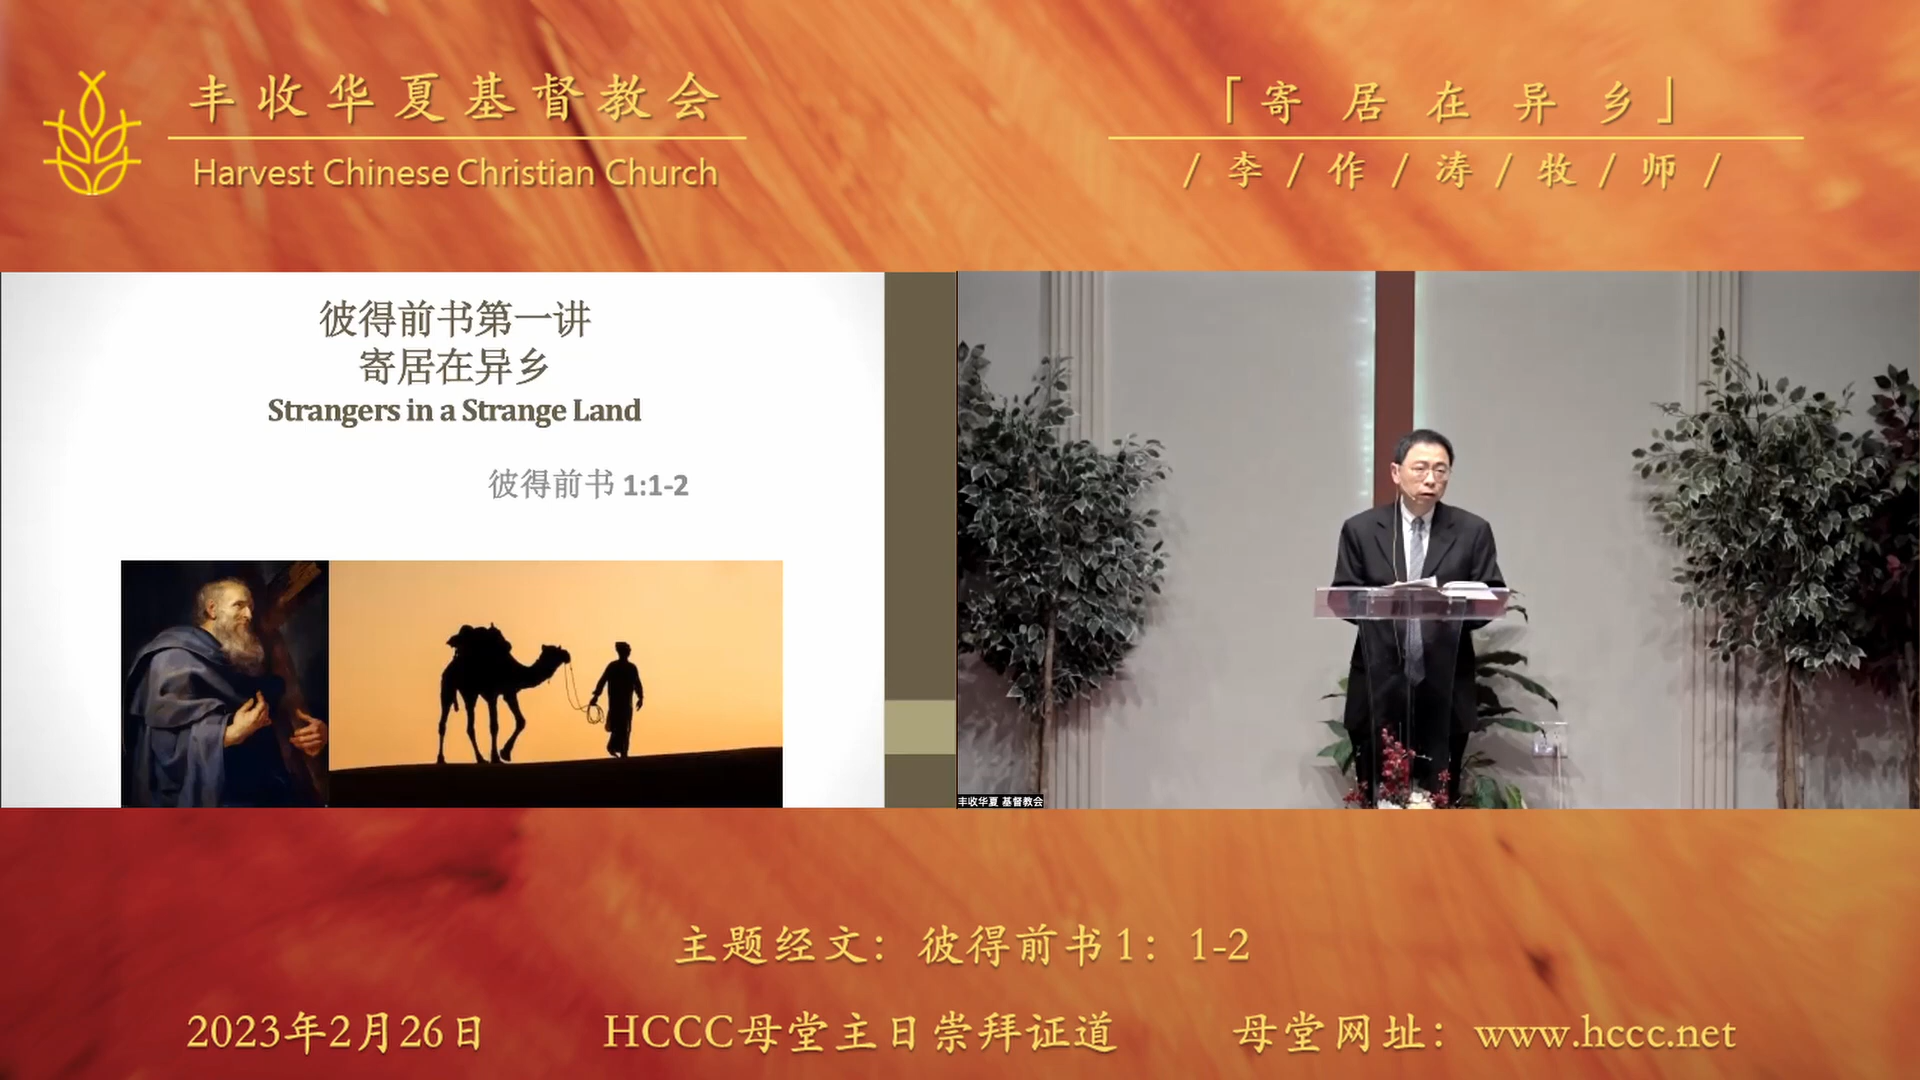 丰收华夏基督教会
Harvest Chinese Christian Church
「寄居在异乡」
/ 李 / 作 / 涛 / 牧 / 师 /
彼得前书第一讲
寄居在异乡
Strangers in a Strange Land
彼得前书 1:1-2
丰收华夏 基督教会
主题经文：彼得前书 1：1-2
2023年2月26日
HCCC母堂主日崇拜证道
母堂网址：www.hccc.net